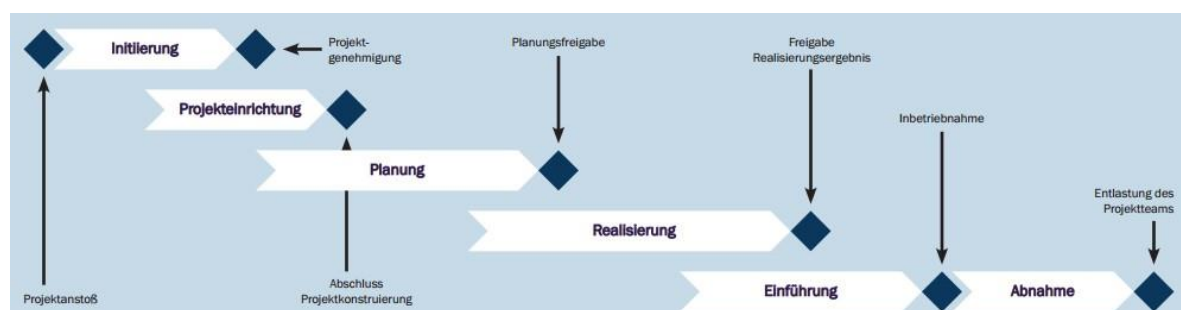 Initiierung
Projekt-
genehmigung
Planungsfreigabe
Freigabe
Realisierungsergebnis
Projekteinrichtung
Inbetriebnahme
Planung
Entlastung des
Projektteams
Realisierung
Abschluss
Projektkonstruierung
Projektanstoß
Einführung
Abnahme